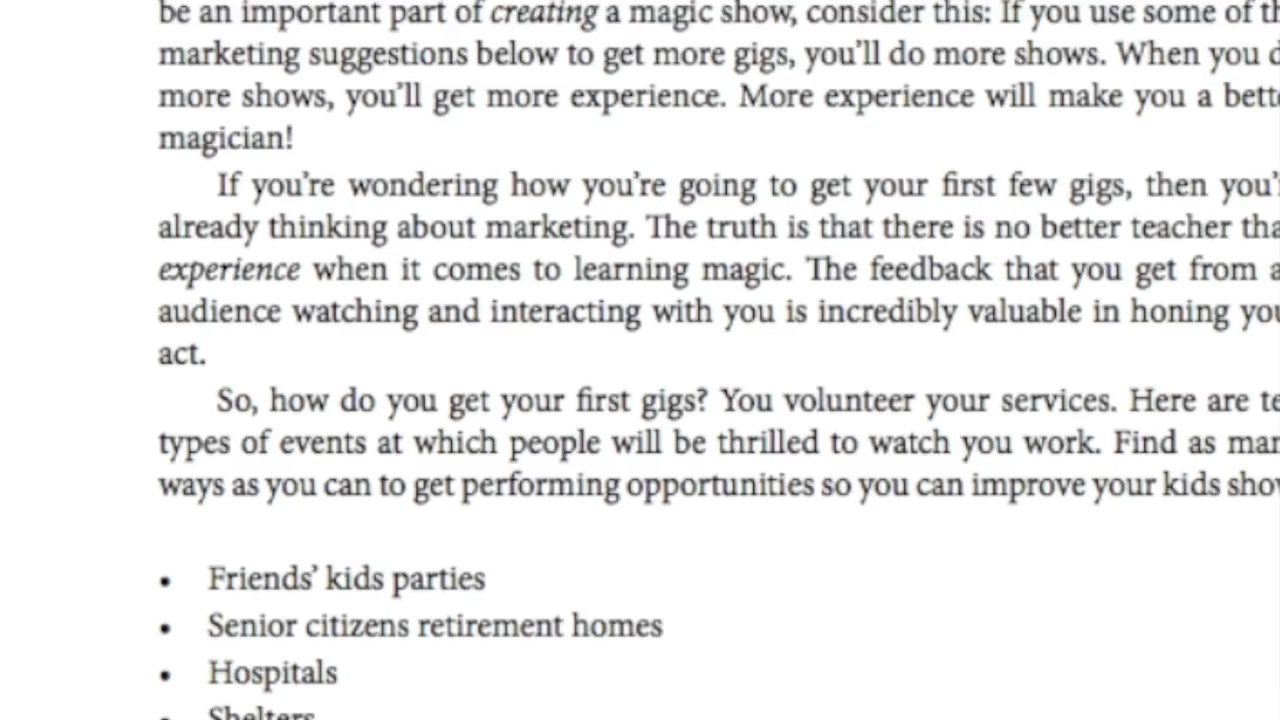 be an important part of creating a magic show, consider this: If you use some of th
marketing suggestions below to get more gigs, you’ll do more shows. When you d
more shows, you’ll get more experience. More experience will make you a bette
magician!
If you’re wondering how you’re going to get your first few gigs, then you’r
already thinking about marketing. The truth is that there is no better teacher tha
experience when it comes to learning magic. The feedback that you get from a
audience watching and interacting with you is incredibly valuable in honing you
act.
So, how do you get your first gigs? You volunteer your services. Here are te
types of events at which people will be thrilled to watch you work. Find as man
ways as you can to get performing opportunities so you can improve your kids show
• Friends’ kids parties
• Senior citizens retirement homes
• Hospitals
• Shelters